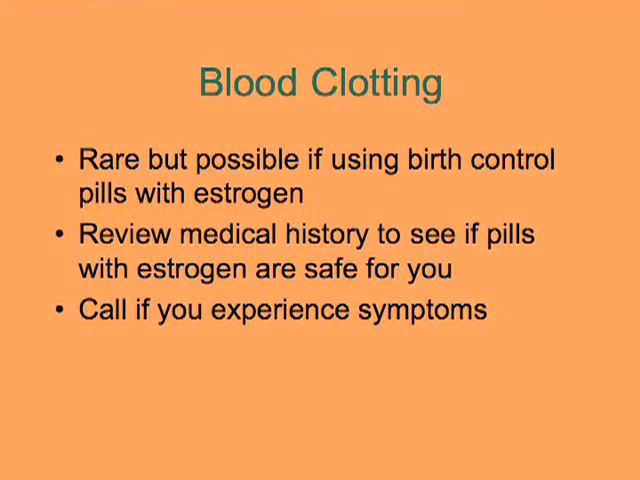 Blood Clotting
• Rare but possible if using birth control
pills with estrogen
• Review medical history to see if pills
with estrogen are safe for you
• Call if you experience symptoms